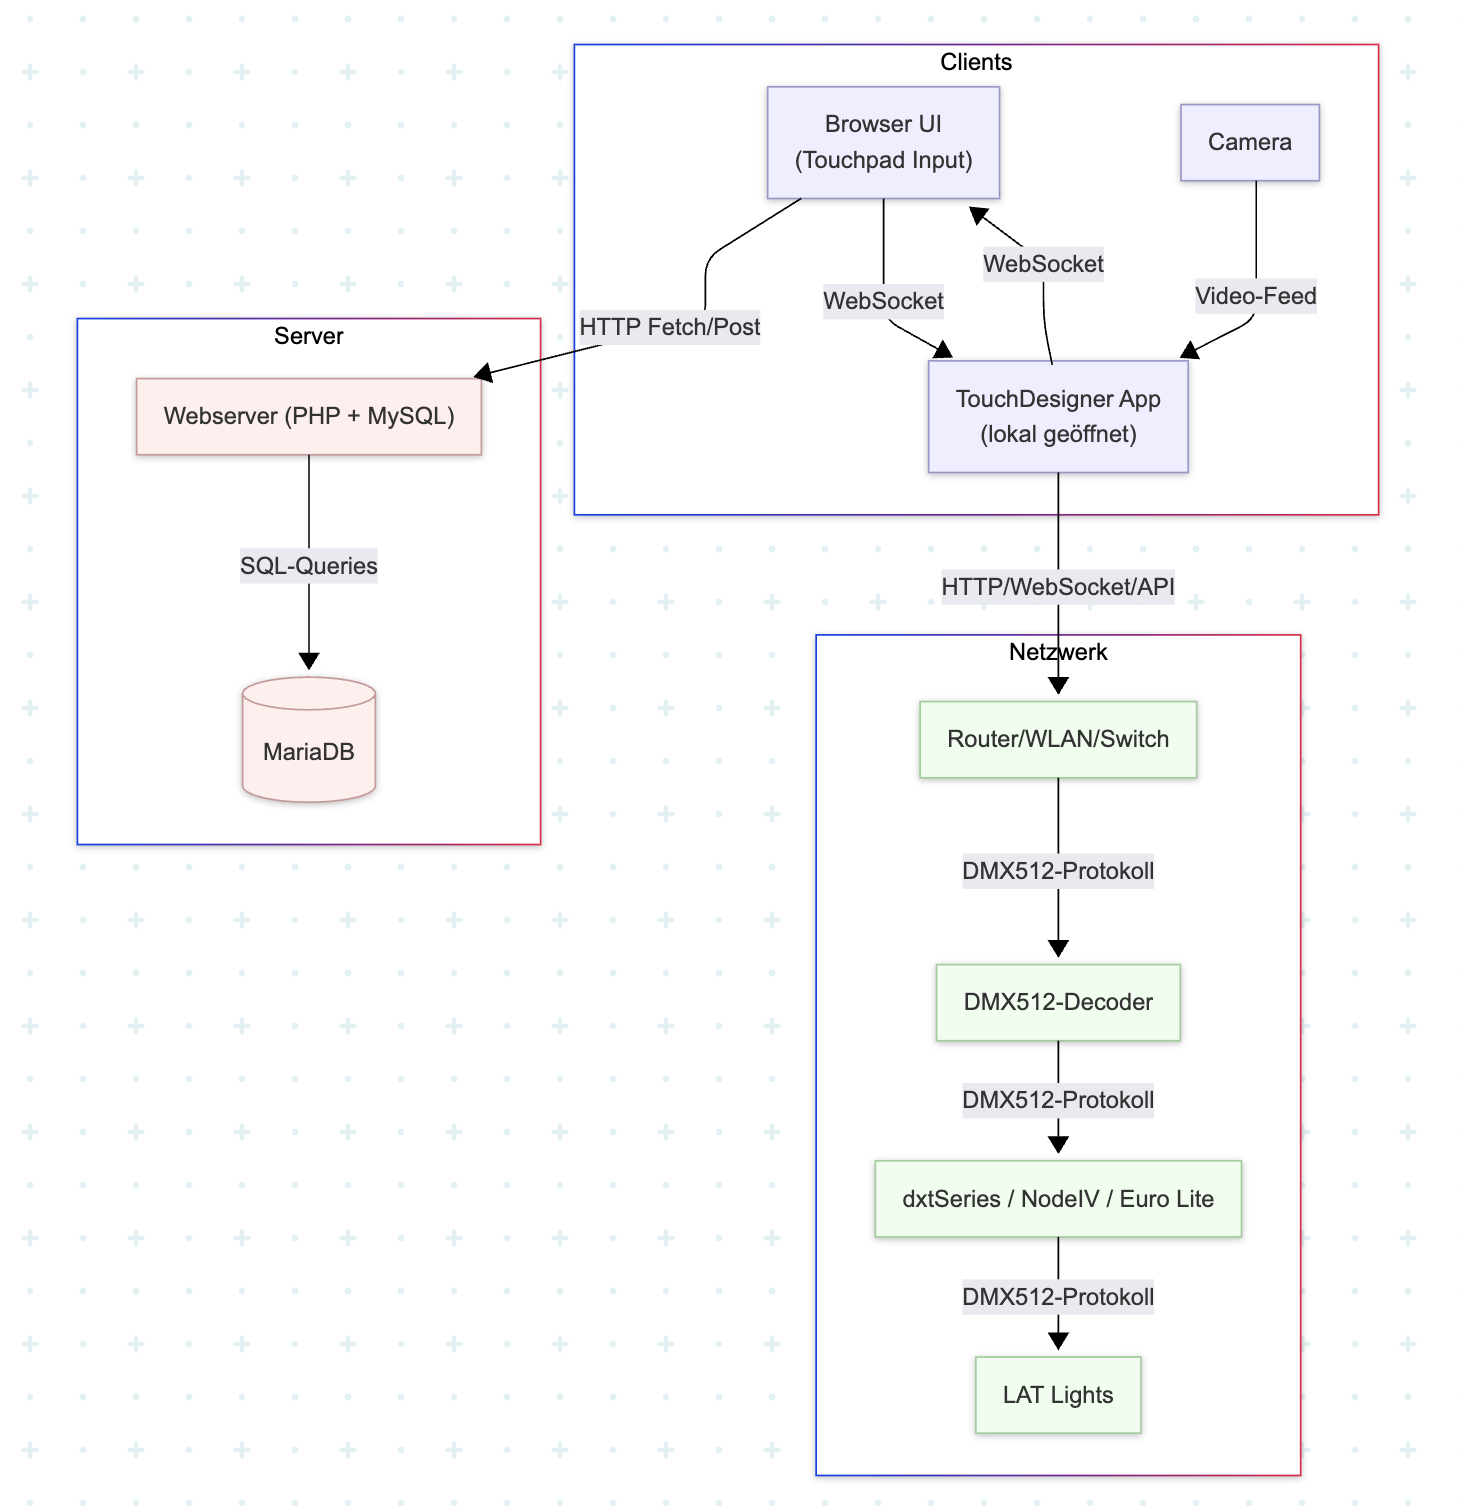 Clients
Browser UI
(Touchpad Input)
Camera
WebSocket
WebSocket
Video-Feed
HTTP Fetch/Post
TouchDesigner App
(lokal geöffnet)
Server
Webserver (PHP + MySQL)
SQL-Queries
MariaDB
HTTP/WebSocket/API
Netzwerk
Router/WLAN/Switch
DMX512-Protokoll
DMX512-Decoder
DMX512-Protokoll
dxtSeries / NodeIV / Euro Lite
DMX512-Protokoll
LAT Lights